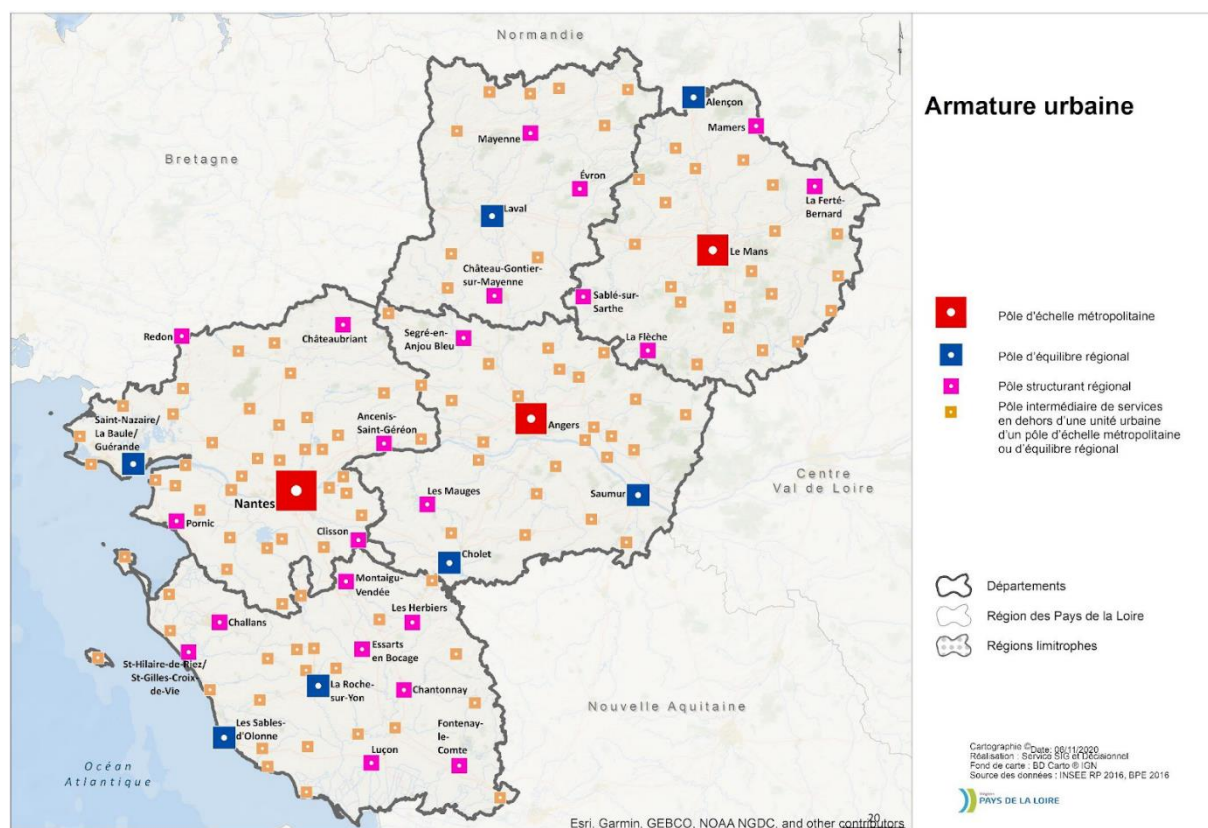 Normandie
Alençon
Armature urbaine
Mamers
Mayenne
Bretagne
Évron
La Ferté-
Bernard
Laval
Le Mans
Château-Gontier-
sur-Mayenne
Sablé-sur-
Sarthe
Pôle d'échelle métropolitaine
Redon
Châteaubriant
Segré-en-
Anjou Bleu
La Flèche
Pôle d'équilibre régional
Pôle structurant régional
Pôle intermédiaire de services
en dehors d'une unité urbaine
d'un pôle d'échelle métropolitaine
ou d'équilibre régional
Saint-Nazaire/
La Baule/
Guérande
Ancenis-
Saint-Géréon
Angers
Centre
Val de Loire
Nantes
Les Mauges
Saumur
Pornic
Clisson
Cholet
Montaigu-
Vendée
Départements
Challans
Les Herbiers
Région des Pays de la Loire
Essarts
en Bocage
Régions limitrophes
St-Hilaire-de-Riez/
St-Gilles-Croix-
de-Vie
La Roche-
sur-Yon
Chantonnay
Nouvelle Aquitaine
Les Sables-
d'Olonne
Fontenay-
le-
Comte
Luçon
Océan
Atlantique
Cartographie © Date: 06/11/2020
Réalisation : Service SIG et Décisionnel
Fond de carte : BD Carto ® IGN
Source des données : INSEE RP 2016, BPE 2016
Région
PAYS DE LA LOIRE
20
Esri, Garmin, GEBCO, NOAA NGDC, and other contributors